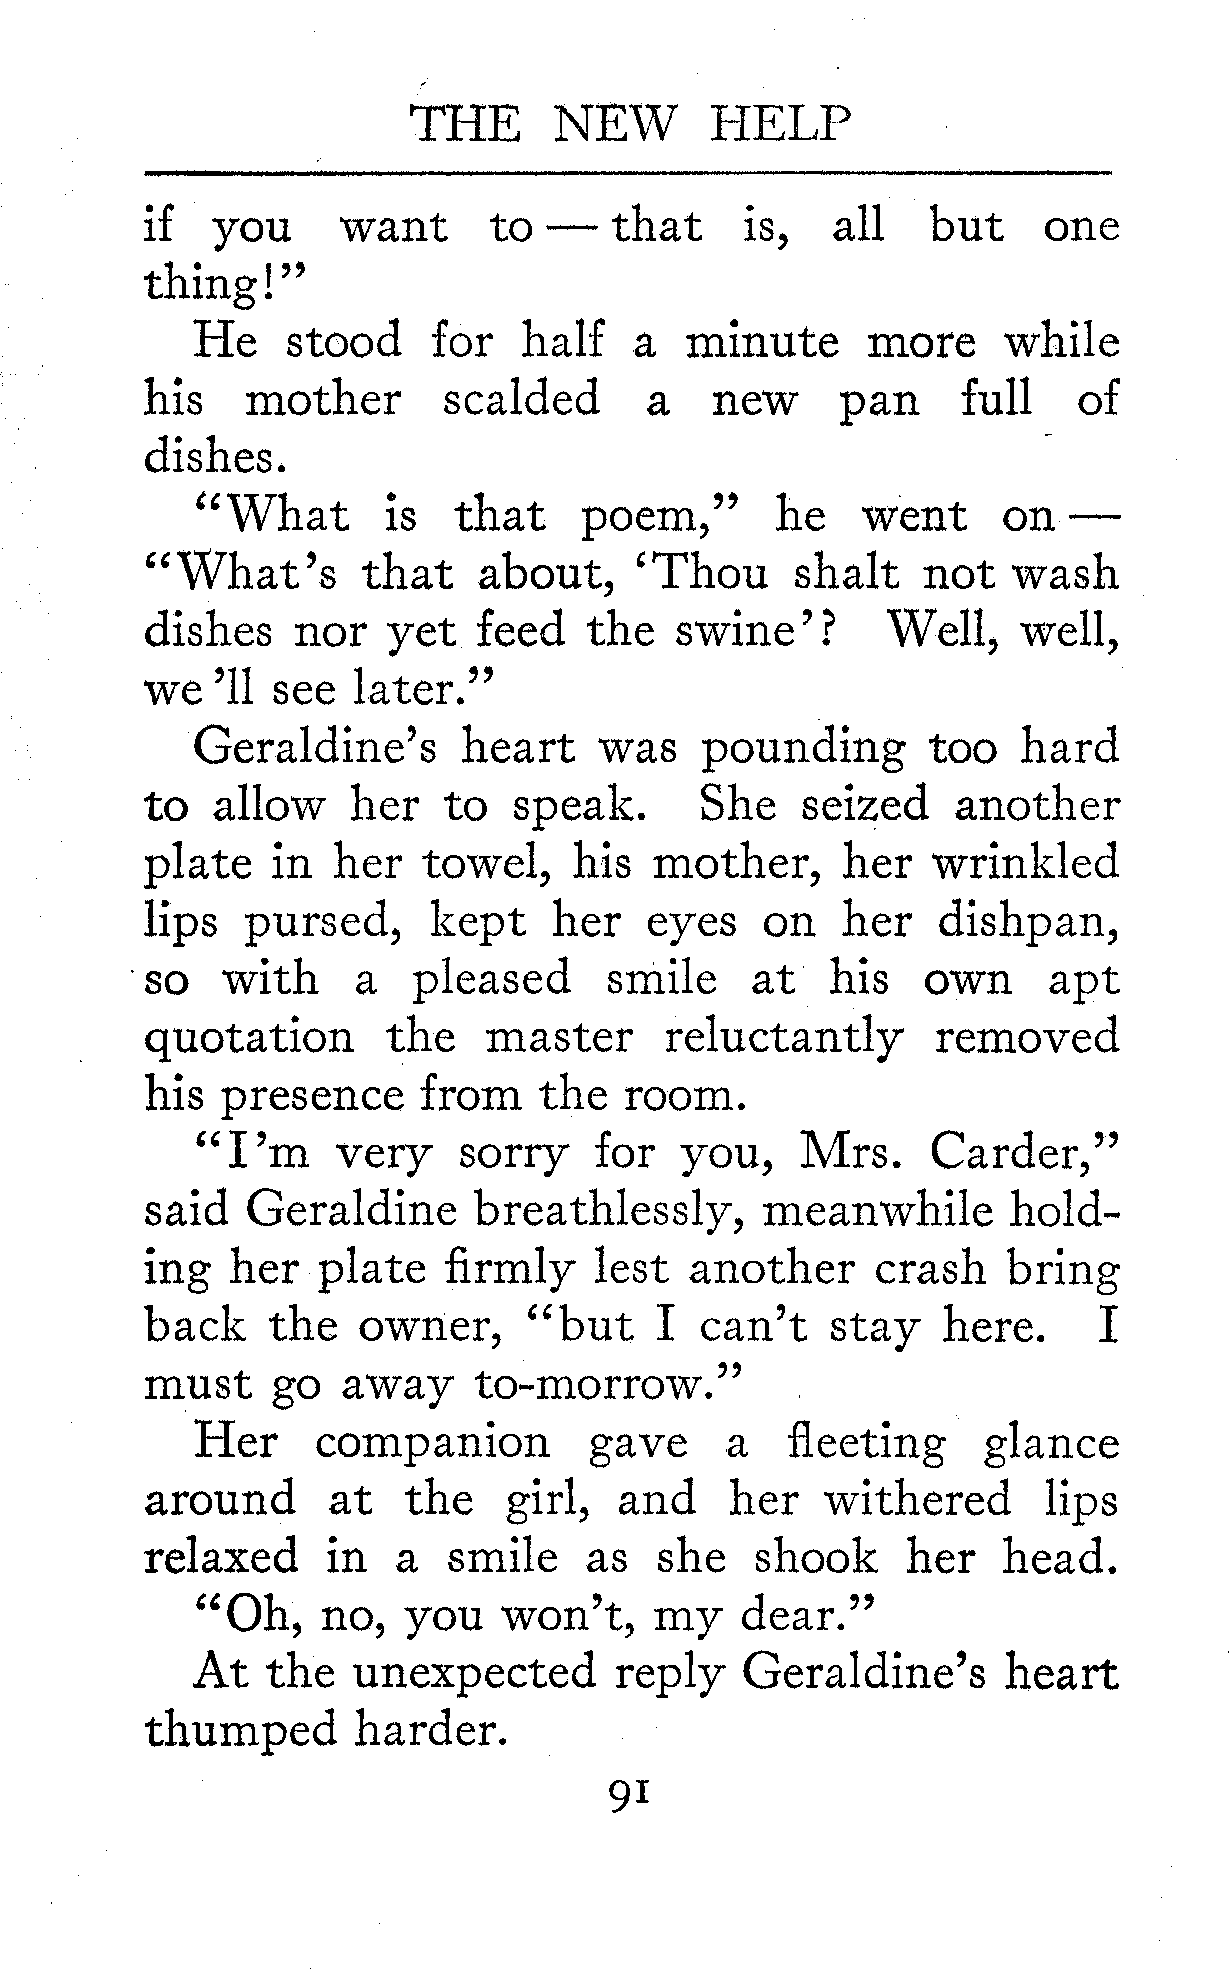 THE NEW HELP
if you want to — that is, all but one
thing!”
He stood for half a minute more while
his mother scalded a new pan full of
dishes.
“What is that poem,” he went on —
“What’s that about, ‘Thou shalt not wash
dishes nor yet feed the swine’? Well, well,
we ’ll see later.”
Geraldine’s heart was pounding too hard
to allow her to speak. She seized another
plate in her towel, his mother, her wrinkled
lips pursed, kept her eyes on her dishpan,
so with a pleased smile at his own apt
quotation the master reluctantly removed
his presence from the room.
“I ’m very sorry for you, Mrs. Carder,”
said Geraldine breathlessly, meanwhile hold-
ing her plate firmly lest another crash bring
back the owner, “but I can’t stay here. I
must go away to-morrow.”
Her companion gave a fleeting glance
around at the girl, and her withered lips
relaxed in a smile as she shook her head.
“Oh, no, you won’t, my dear.”
At the unexpected reply Geraldine’s heart
thumped harder.
91